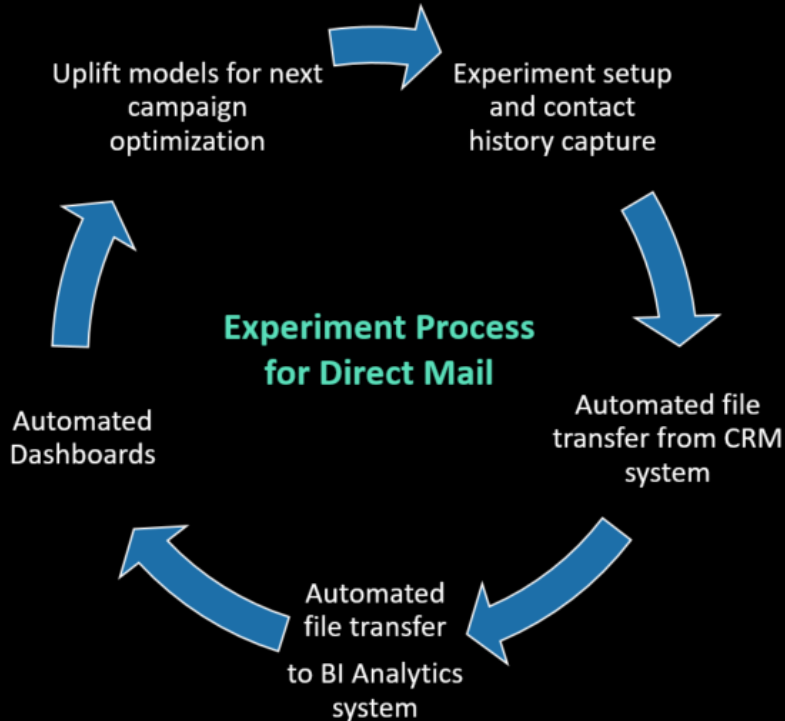 Uplift models for next
campaign
optimization
Experiment setup
and contact
history capture
Experiment Process
for Direct Mail
Automated file
transfer from CRM
system
Automated
Dashboards
Automated
file transfer
to BI Analytics
system